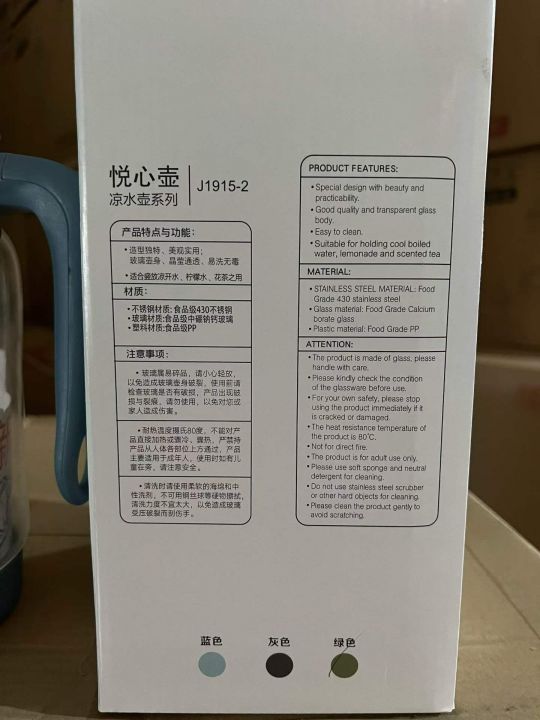 悦心壶
凉水壶系列
J1915-2
产品特点与功能：
• 造型独特、美观实用；
玻璃壶身、晶莹通透、易洗无毒
• 适合盛放凉开水、柠檬水、花茶之用
材质：
• 不锈钢材质：食品级430不锈钢
• 玻璃材质：食品级中硼钠钙玻璃
• 塑料材质：食品级PP
注意事项：
• 玻璃属易碎品，请小心轻放，
以免造成玻璃壶身破裂，使用前请
检查玻璃是否有破损，产品出现破
损与裂痕，请勿使用，以免对您或
家人造成伤害。
• 耐热温度摄氏80度，不能对产
品直接加热或骤冷、骤热，严禁持
产品从人体各部位上方通过，产品
主要适用于成年人，使用时如有儿
童在旁，请注意安全。
• 清洗时请使用柔软的海绵和中
性洗剂，不可用钢丝球等硬物擦拭，
清洗力度不宜太大，以免造成玻璃
受压破裂而刮伤手。
PRODUCT FEATURES:
• Special design with beauty and
practicability.
• Good quality and transparent glass
body.
• Easy to clean.
• Suitable for holding cool boiled
water, lemonade and scented tea
MATERIAL:
• STAINLESS STEEL MATERIAL: Food
Grade 430 stainless steel
• Glass material: Food Grade Calcium
borate glass
• Plastic material: Food Grade PP
ATTENTION:
• The product is made of glass, please
handle with care.
• Please kindly check the condition
of the glassware before use.
• For your own safety, please stop
using the product immediately if it
is cracked or damaged.
• The heat resistance temperature of
the product is 80℃.
• Not for direct fire.
• The product is for adult use only.
• Please use soft sponge and neutral
detergent for cleaning.
• Do not use stainless steel scrubber
or other hard objects for cleaning.
• Please clean the product gently to
avoid scratching.
蓝色 灰色 绿色